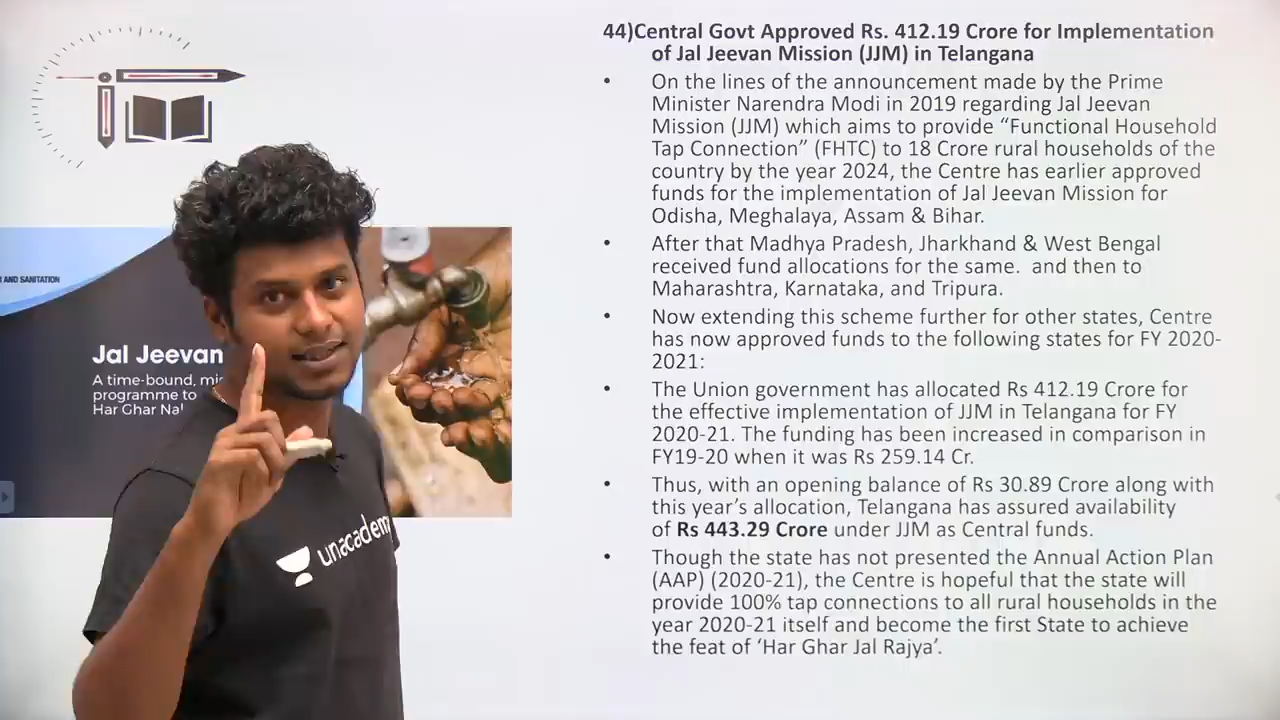 44)Central Govt Approved Rs. 412.19 Crore for Implementation
of Jal Jeevan Mission (JJM) in Telangana
• On the lines of the announcement made by the Prime
Minister Narendra Modi in 2019 regarding Jal Jeevan
Mission (JJM) which aims to provide “Functional Household
Tap Connection” (FHTC) to 18 Crore rural households of the
country by the year 2024, the Centre has earlier approved
funds for the implementation of Jal Jeevan Mission for
Odisha, Meghalaya, Assam & Bihar.
• After that Madhya Pradesh, Jharkhand & West Bengal
received fund allocations for the same.  and then to
Maharashtra, Karnataka, and Tripura.
• Now extending this scheme further for other states, Centre
has now approved funds to the following states for FY 2020-
2021:
• The Union government has allocated Rs 412.19 Crore for
the effective implementation of JJM in Telangana for FY
2020-21. The funding has been increased in comparison in
FY19-20 when it was Rs 259.14 Cr.
• Thus, with an opening balance of Rs 30.89 Crore along with
this year’s allocation, Telangana has assured availability
of Rs 443.29 Crore under JJM as Central funds.
• Though the state has not presented the Annual Action Plan
(AAP) (2020-21), the Centre is hopeful that the state will
provide 100% tap connections to all rural households in the
year 2020-21 itself and become the first State to achieve
the feat of ‘Har Ghar Jal Rajya’.
AND SANITATION
Jal Jeevan
A time-bound,
programme to
Har Ghar
unacadem